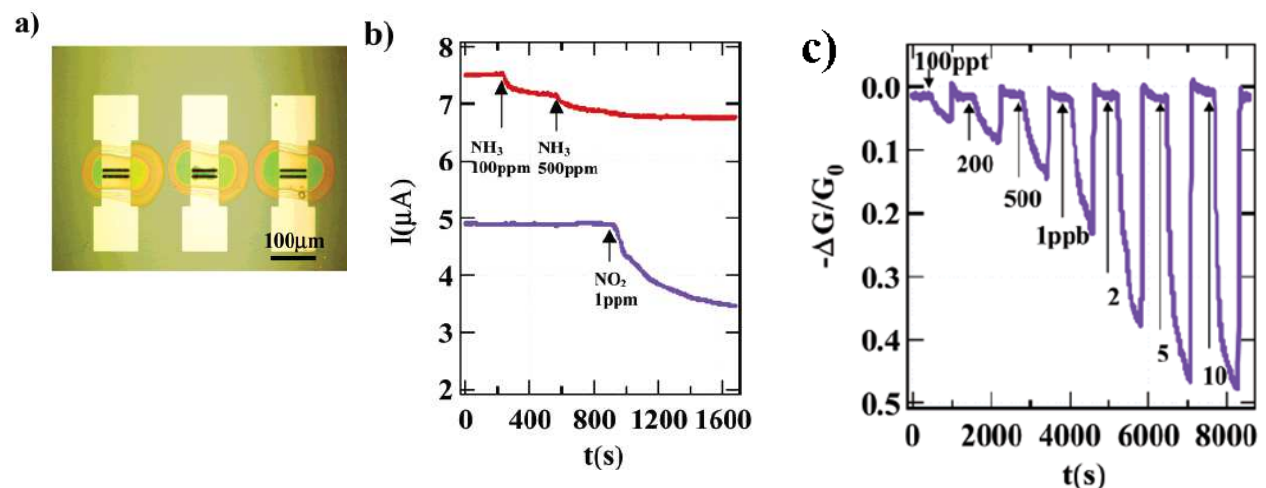 a)
100μm
b)
8
7
6
5
4
3
2
I(μA)
NH₃
100ppm
NH₃
500ppm
NO₂
1ppm
0 400 800 1200 1600
t(s)
c)
0.0
0.1
0.2
0.3
0.4
0.5
-ΔG/G₀
100ppt
200
500
1ppb
2
5
10
0 2000 4000 6000 8000
t(s)